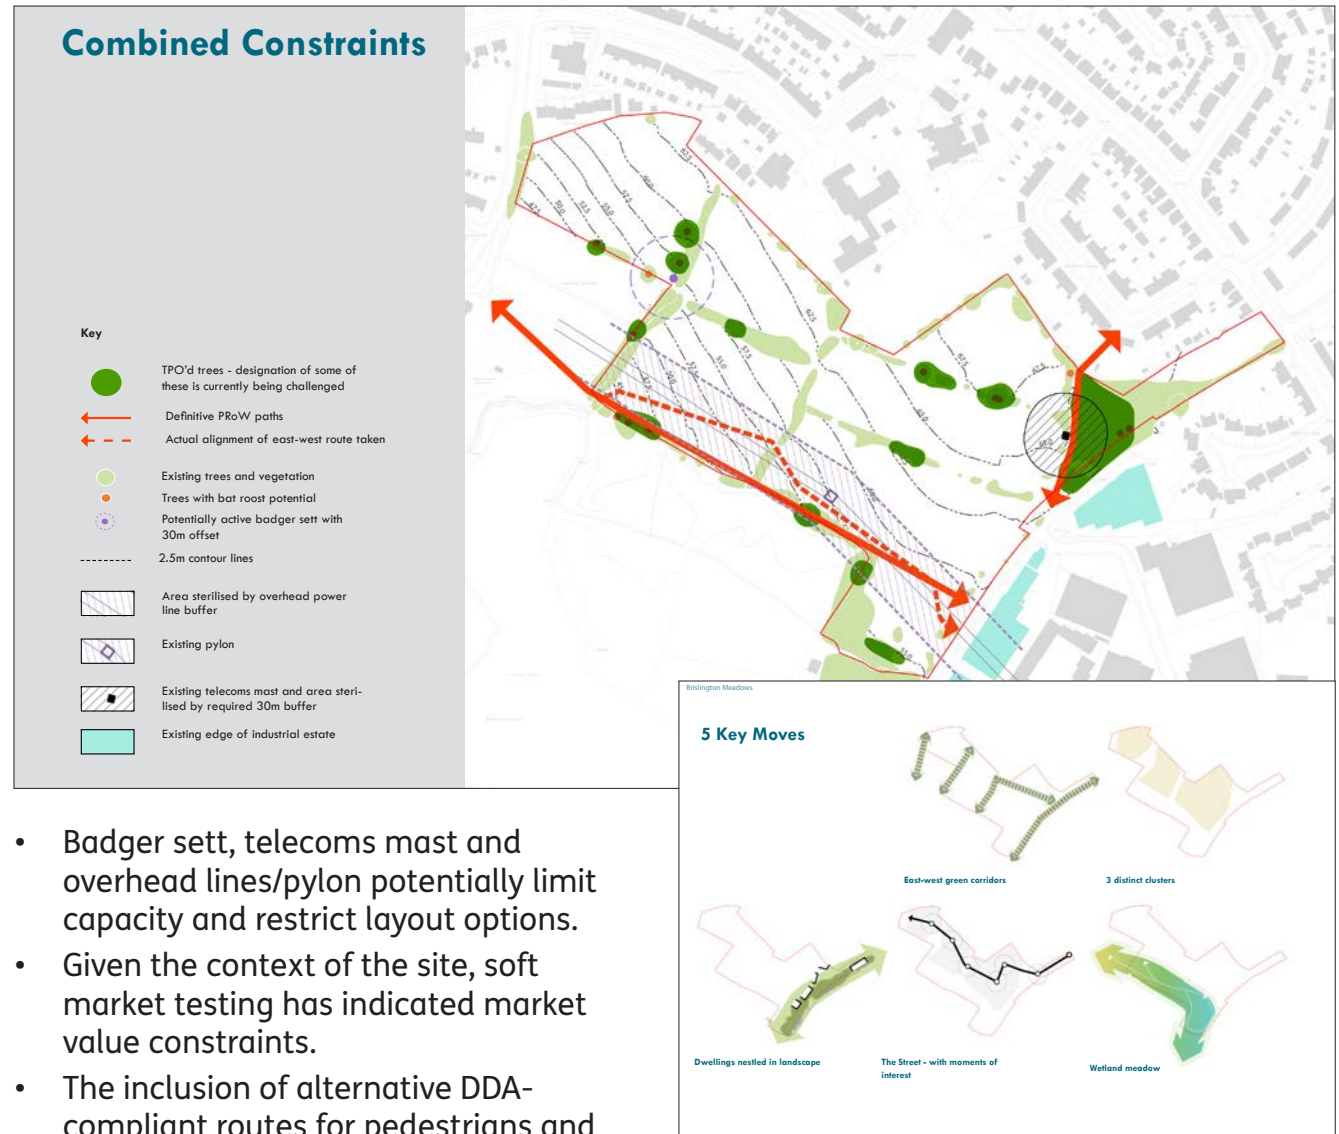 Combined Constraints
Key
TPO'd trees - designation of some of
these is currently being challenged
Definitive PRoW paths
Actual alignment of east-west route taken
Existing trees and vegetation
Trees with bat roost potential
Potentially active badger sett with
30m offset
2.5m contour lines
Area sterilised by overhead power
line buffer
Existing pylon
Existing telecoms mast and area steri-
lised by required 30m buffer
Existing edge of industrial estate
Brislington Meadows
5 Key Moves
East-west green corridors
3 distinct clusters
Dwellings nestled in landscape
The Street - with moments of
interest
Wetland meadow
• Badger sett, telecoms mast and
overhead lines/pylon potentially limit
capacity and restrict layout options.
• Given the context of the site, soft
market testing has indicated market
value constraints.
• The inclusion of alternative DDA-
compliant routes for pedestrians and